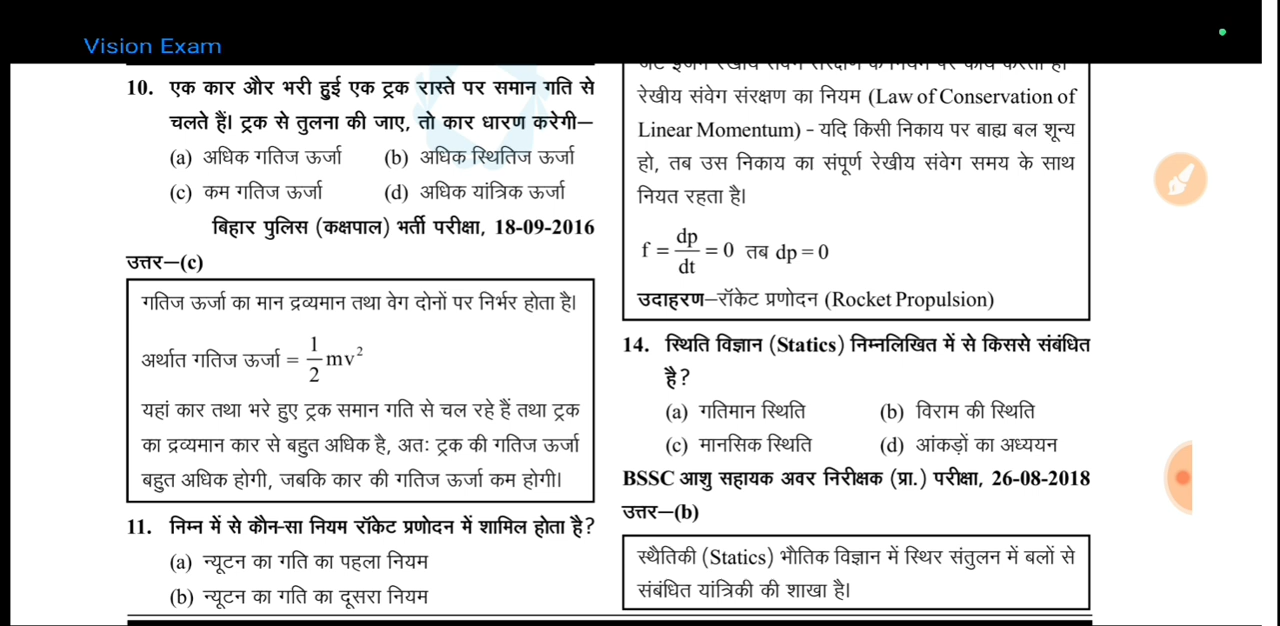 Vision Exam
10. एक कार और भरी हुई एक ट्रक रास्ते पर समान गति से
चलते हैं। ट्रक से तुलना की जाए, तो कार धारण करेगी—
(a) अधिक गतिज ऊर्जा (b) अधिक स्थितिज ऊर्जा
(c) कम गतिज ऊर्जा (d) अधिक यांत्रिक ऊर्जा
बिहार पुलिस (कक्षपाल) भर्ती परीक्षा, 18-09-2016
उत्तर—(c)
गतिज ऊर्जा का मान द्रव्यमान तथा वेग दोनों पर निर्भर होता है।
अर्थात गतिज ऊर्जा = 1/2 mv²
यहां कार तथा भरे हुए ट्रक समान गति से चल रहे हैं तथा ट्रक
का द्रव्यमान कार से बहुत अधिक है, अतः ट्रक की गतिज ऊर्जा
बहुत अधिक होगी, जबकि कार की गतिज ऊर्जा कम होगी।
11. निम्न में से कौन-सा नियम रॉकेट प्रणोदन में शामिल होता है?
(a) न्यूटन का गति का पहला नियम
(b) न्यूटन का गति का दूसरा नियम
रेखीय संवेग संरक्षण का नियम (Law of Conservation of
Linear Momentum) - यदि किसी निकाय पर बाह्य बल शून्य
हो, तब उस निकाय का संपूर्ण रेखीय संवेग समय के साथ
नियत रहता है।
f = dp/dt = 0 तब dp = 0
उदाहरण—रॉकेट प्रणोदन (Rocket Propulsion)
14. स्थिति विज्ञान (Statics) निम्नलिखित में से किससे संबंधित
है?
(a) गतिमान स्थिति (b) विराम की स्थिति
(c) मानसिक स्थिति (d) आंकड़ों का अध्ययन
BSSC आशु सहायक अवर निरीक्षक (प्रा.) परीक्षा, 26-08-2018
उत्तर—(b)
स्थैतिकी (Statics) भौतिक विज्ञान में स्थिर संतुलन में बलों से
संबंधित यांत्रिकी की शाखा है।